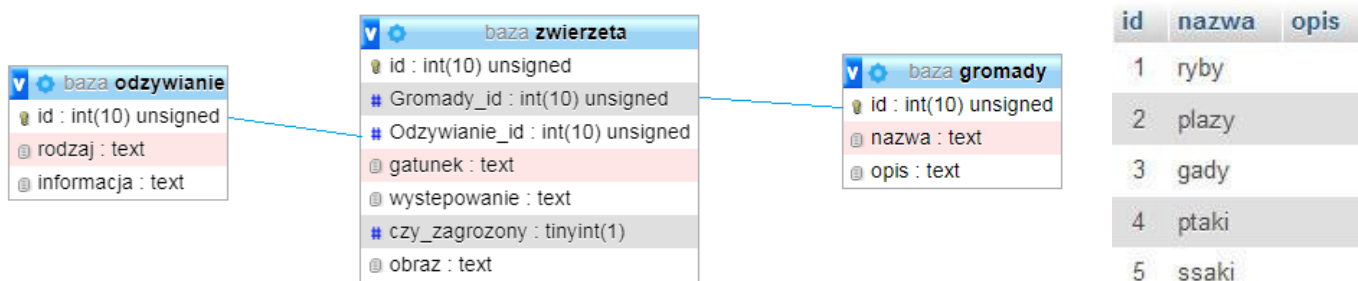 v baza odzywianie
id : int(10) unsigned
rodzaj : text
informacja : text
v baza zwierzeta
id : int(10) unsigned
# Gromady_id : int(10) unsigned
# Odzywianie_id : int(10) unsigned
gatunek : text
wystepowanie : text
# czy_zagrozony : tinyint(1)
obraz : text
v baza gromady
id : int(10) unsigned
nazwa : text
opis : text
id nazwa opis
1 ryby
2 plazy
3 gady
4 ptaki
5 ssaki